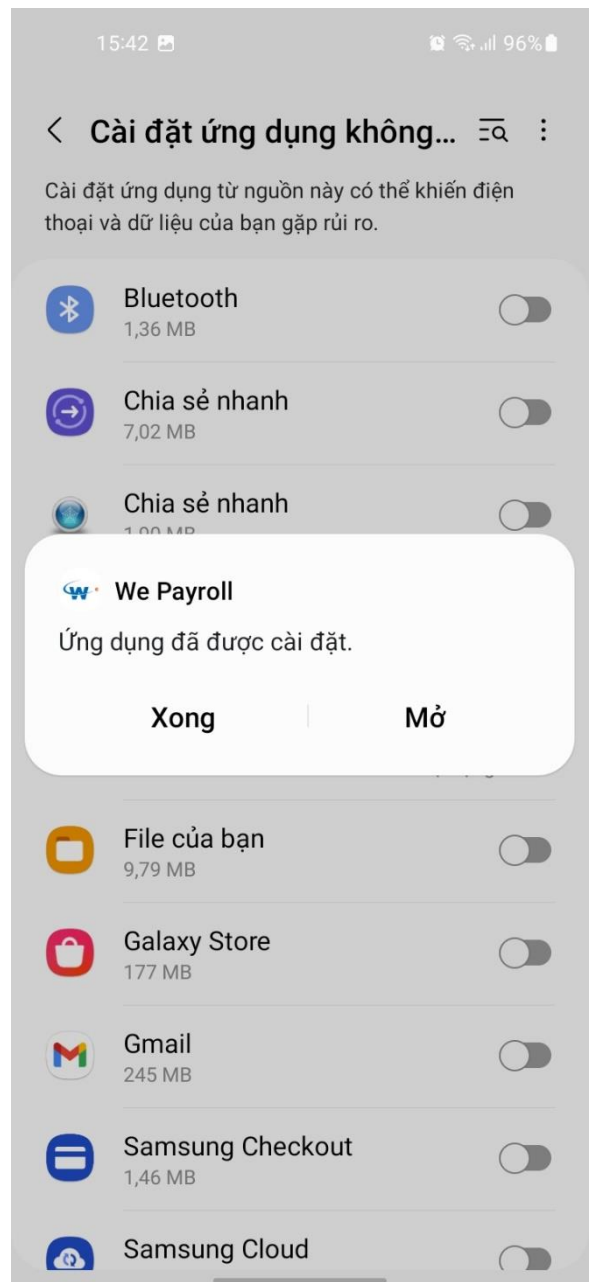 15:42 96%
Cài đặt ứng dụng không...
Cài đặt ứng dụng từ nguồn này có thể khiến điện
thoại và dữ liệu của bạn gặp rủi ro.
Bluetooth
1,36 MB
Chia sẻ nhanh
7,02 MB
Chia sẻ nhanh
1,90 MB
We Payroll
Ứng dụng đã được cài đặt.
Xong Mở
File của bạn
9,79 MB
Galaxy Store
177 MB
Gmail
245 MB
Samsung Checkout
1,46 MB
Samsung Cloud